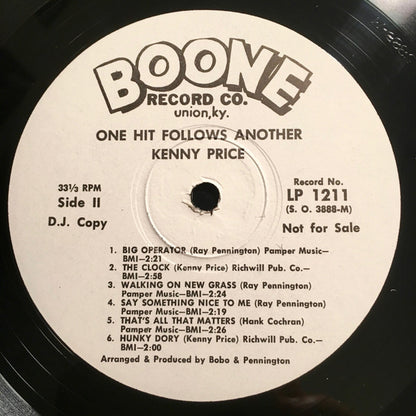 BOONE
RECORD CO.
union,ky.
ONE HIT FOLLOWS ANOTHER
KENNY PRICE
33⅓ RPM
Side II
D.J. Copy
Record No.
LP 1211
(S. O. 3888-M)
Not for Sale
1. BIG OPERATOR (Ray Pennington) Pamper Music—
BMI—2:21
2. THE CLOCK (Kenny Price) Richwill Pub. Co.—
BMI—2:58
3. WALKING ON NEW GRASS (Ray Pennington)
Pamper Music—BMI—2:24
4. SAY SOMETHING NICE TO ME (Ray Pennington)
Pamper Music—BMI—2:19
5. THAT'S ALL THAT MATTERS (Hank Cochran)
Pamper Music—BMI—2:26
6. HUNKY DORY (Kenny Price) Richwill Pub. Co.—
BMI—2:00
Arranged & Produced by Bobo & Pennington